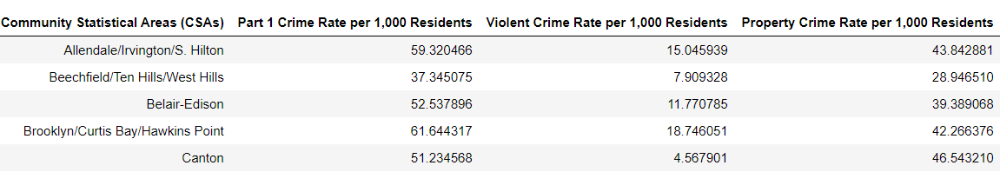 Community Statistical Areas (CSAs) Part 1 Crime Rate per 1,000 Residents Violent Crime Rate per 1,000 Residents Property Crime Rate per 1,000 Residents
Allendale/Irvington/S. Hilton 59.320466 15.045939 43.842881
Beechfield/Ten Hills/West Hills 37.345075 7.909328 28.946510
Belair-Edison 52.537896 11.770785 39.389068
Brooklyn/Curtis Bay/Hawkins Point 61.644317 18.746051 42.266376
Canton 51.234568 4.567901 46.543210